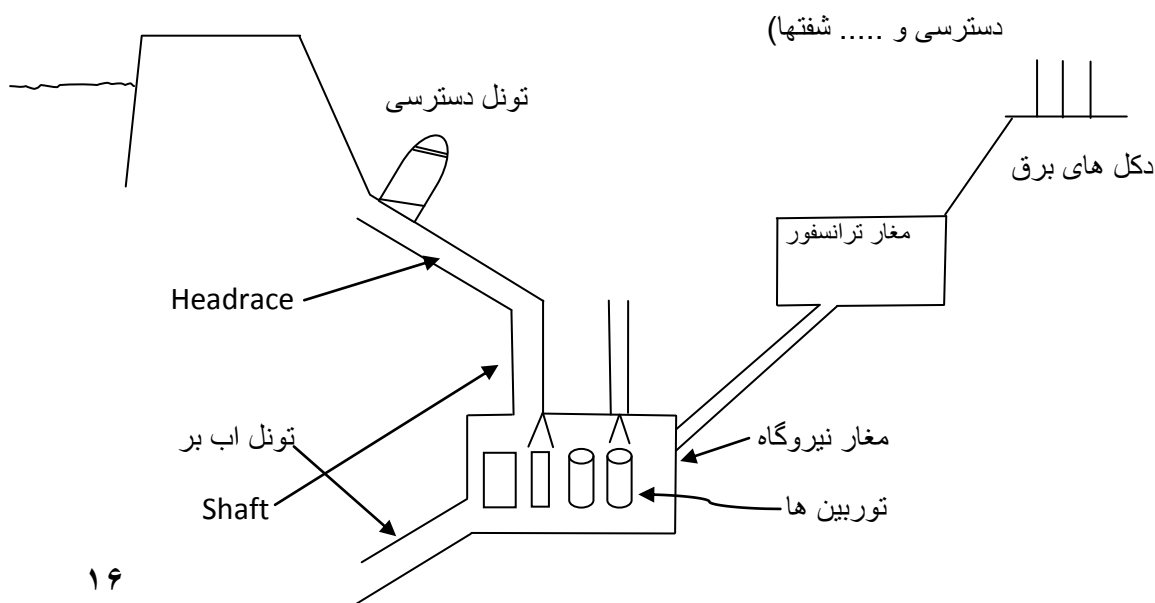 دسترسی و ..... شفتها)
تونل دسترسی
دکل های برق
مغار ترانسفور
Headrace
تونل اب بر
مغار نیروگاه
Shaft
توربین ها
۱۶